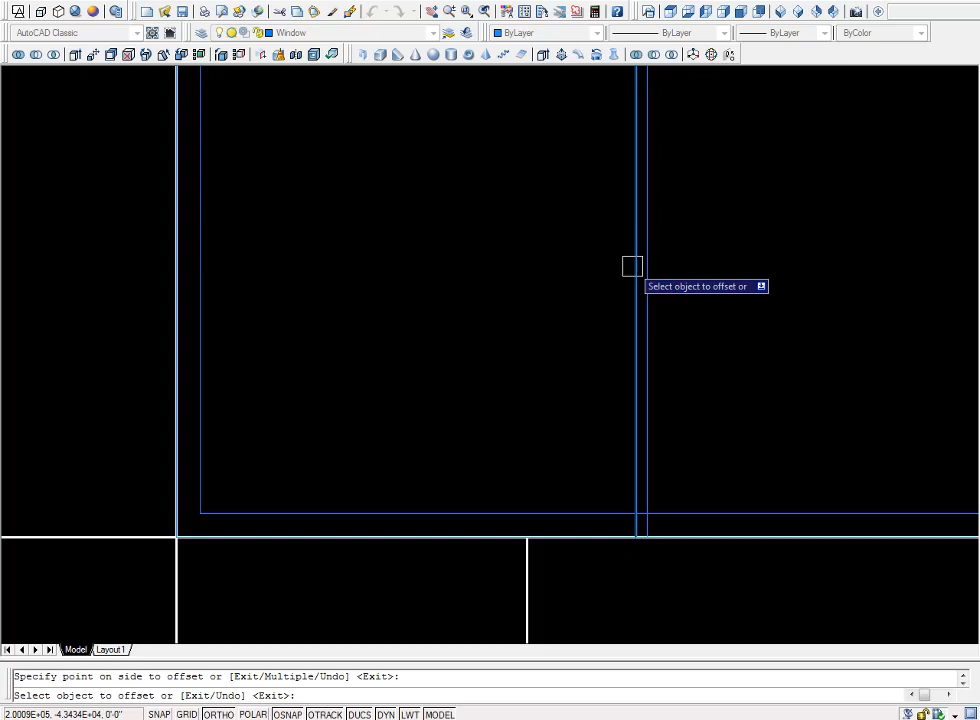 AutoCAD Classic
Window
ByLayer
ByLayer
ByLayer
ByColor
Select object to offset or
Model
Layout1
Specify point on side to offset or [Exit/Multiple/Undo] <Exit>:
Select object to offset or [Exit/Undo] <Exit>:
2.0009E+05, -4.3434E+04, 0'-0"
SNAP GRID ORTHO POLAR OSNAP OTRACK DUCS DYN LWT MODEL